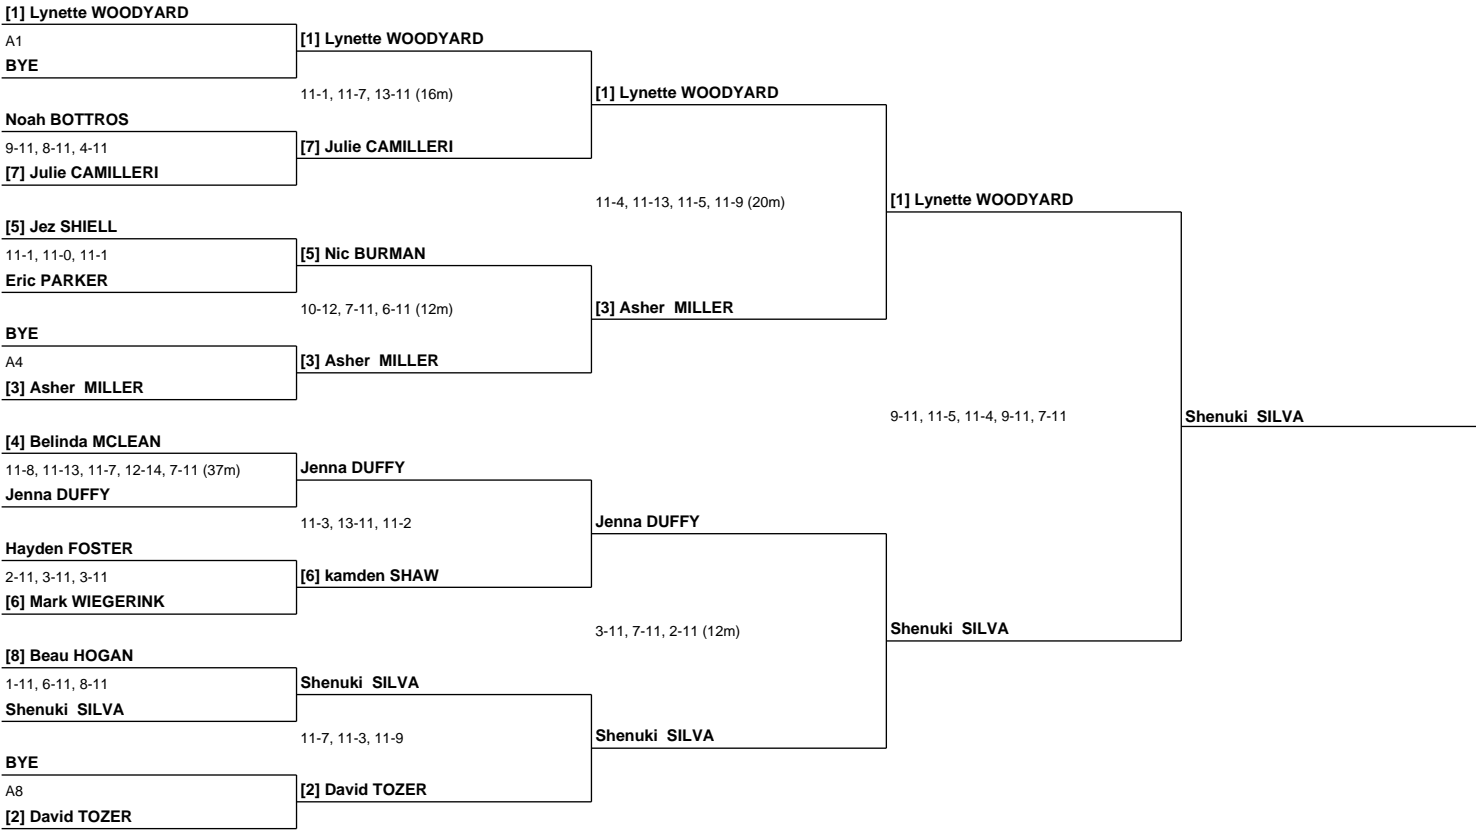 [1] Lynette WOODYARD
A1
BYE
Noah BOTTROS
9-11, 8-11, 4-11
[7] Julie CAMILLERI
[5] Jez SHIELL
11-1, 11-0, 11-1
Eric PARKER
BYE
A4
[3] Asher MILLER
[4] Belinda MCLEAN
11-8, 11-13, 11-7, 12-14, 7-11 (37m)
Jenna DUFFY
Hayden FOSTER
2-11, 3-11, 3-11
[6] Mark WIEGERINK
[8] Beau HOGAN
1-11, 6-11, 8-11
Shenuki SILVA
BYE
A8
[2] David TOZER
[1] Lynette WOODYARD
11-1, 11-7, 13-11 (16m)
[7] Julie CAMILLERI
[5] Nic BURMAN
10-12, 7-11, 6-11 (12m)
[3] Asher MILLER
Jenna DUFFY
11-3, 13-11, 11-2
[6] kamden SHAW
Shenuki SILVA
11-7, 11-3, 11-9
[2] David TOZER
[1] Lynette WOODYARD
11-4, 11-13, 11-5, 11-9 (20m)
[3] Asher MILLER
Jenna DUFFY
3-11, 7-11, 2-11 (12m)
Shenuki SILVA
[1] Lynette WOODYARD
9-11, 11-5, 11-4, 9-11, 7-11
Shenuki SILVA
Shenuki SILVA